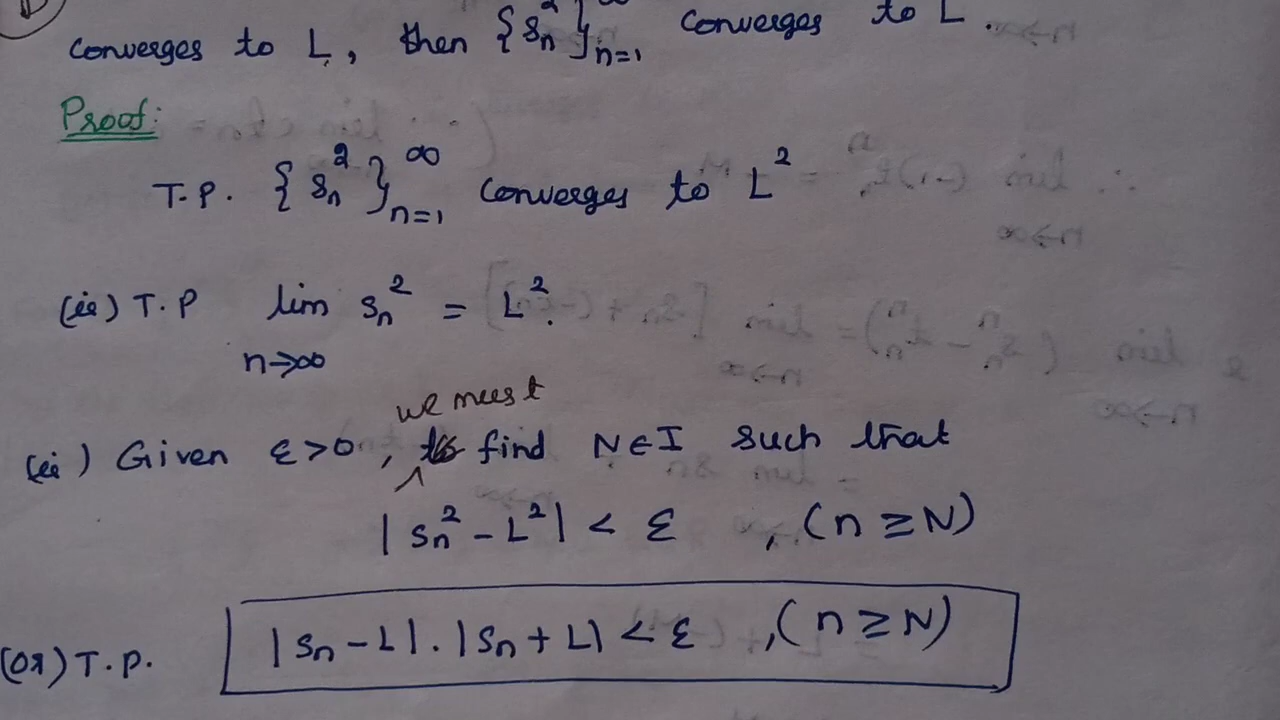 converges to L, then {sₙ²}ₙ₌₁^∞ converges to L.
Proof:
T.P. {sₙ²}ₙ₌₁^∞ converges to L²
(ie) T.P lim sₙ² = L².
n→∞
we must
(ie) Given ε>0, find N∈I such that
|sₙ² - L²| < ε , (n ≥ N)
(or) T.P. |sₙ - L| . |sₙ + L| < ε ,(n ≥ N)